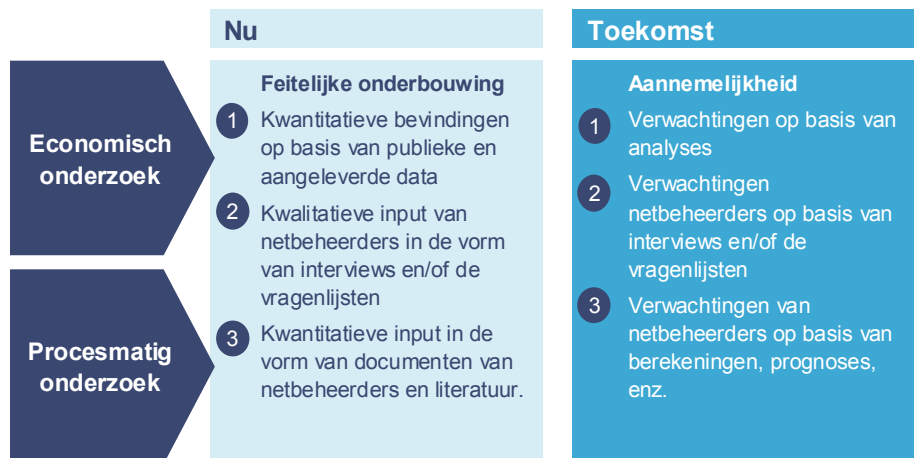 Nu
Toekomst
Economisch
onderzoek
Procesmatig
onderzoek
Feitelijke onderbouwing
1 Kwantitatieve bevindingen
op basis van publieke en
aangeleverde data
2 Kwalitatieve input van
netbeheerders in de vorm
van interviews en/of de
vragenlijsten
3 Kwantitatieve input in de
vorm van documenten van
netbeheerders en literatuur.
Aannemelijkheid
1 Verwachtingen op basis van
analyses
2 Verwachtingen
netbeheerders op basis van
interviews en/of de
vragenlijsten
3 Verwachtingen van
netbeheerders op basis van
berekeningen, prognoses,
enz.